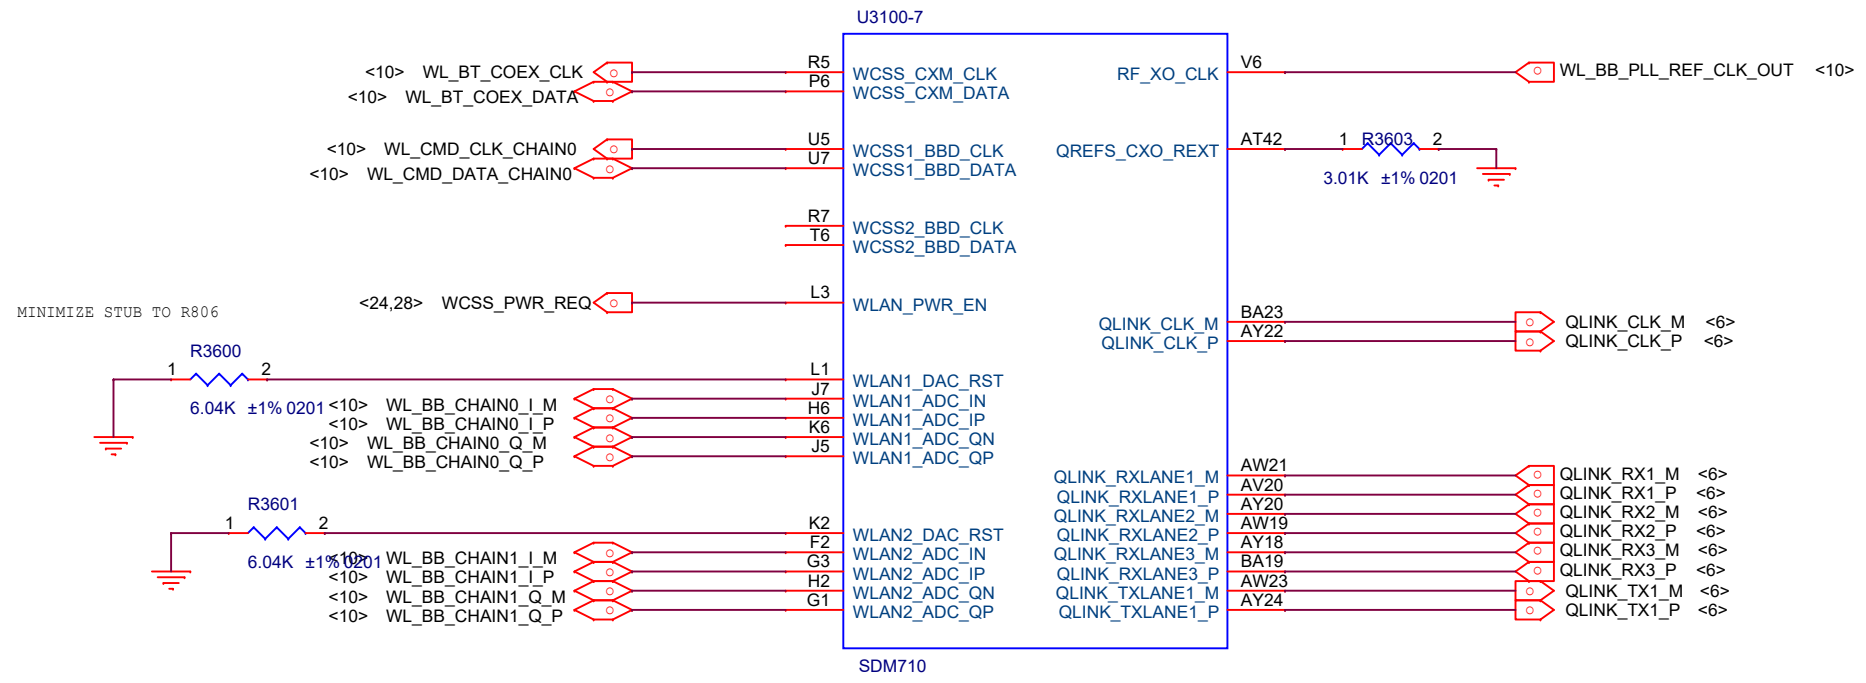 U3100-7
<10> WL_BT_COEX_CLK R5 WCSS_CXM_CLK RF_XO_CLK V6 WL_BB_PLL_REF_CLK_OUT <10>
<10> WL_BT_COEX_DATA P6 WCSS_CXM_DATA
<10> WL_CMD_CLK_CHAIN0 U5 WCSS1_BBD_CLK QREFS_CXO_REXT AT42 1 R3603 2
<10> WL_CMD_DATA_CHAIN0 U7 WCSS1_BBD_DATA 3.01K ±1% 0201
R7 WCSS2_BBD_CLK
T6 WCSS2_BBD_DATA
<24,28> WCSS_PWR_REQ L3 WLAN_PWR_EN
MINIMIZE STUB TO R806
QLINK_CLK_M BA23 QLINK_CLK_M <6>
QLINK_CLK_P AY22 QLINK_CLK_P <6>
R3600
1 2 L1 WLAN1_DAC_RST
6.04K ±1% 0201
<10> WL_BB_CHAIN0_I_M J7 WLAN1_ADC_IN
<10> WL_BB_CHAIN0_I_P H6 WLAN1_ADC_IP
<10> WL_BB_CHAIN0_Q_M K6 WLAN1_ADC_QN
<10> WL_BB_CHAIN0_Q_P J5 WLAN1_ADC_QP
QLINK_RXLANE1_M AW21 QLINK_RX1_M <6>
QLINK_RXLANE1_P AV20 QLINK_RX1_P <6>
QLINK_RXLANE2_M AY20 QLINK_RX2_M <6>
R3601
1 2 K2 WLAN2_DAC_RST QLINK_RXLANE2_P AW19 QLINK_RX2_P <6>
6.04K ±1% 0201
<10> WL_BB_CHAIN1_I_M F2 WLAN2_ADC_IN QLINK_RXLANE3_M AY18 QLINK_RX3_M <6>
<10> WL_BB_CHAIN1_I_P G3 WLAN2_ADC_IP QLINK_RXLANE3_P BA19 QLINK_RX3_P <6>
<10> WL_BB_CHAIN1_Q_M H2 WLAN2_ADC_QN QLINK_TXLANE1_M AW23 QLINK_TX1_M <6>
<10> WL_BB_CHAIN1_Q_P G1 WLAN2_ADC_QP QLINK_TXLANE1_P AY24 QLINK_TX1_P <6>
SDM710